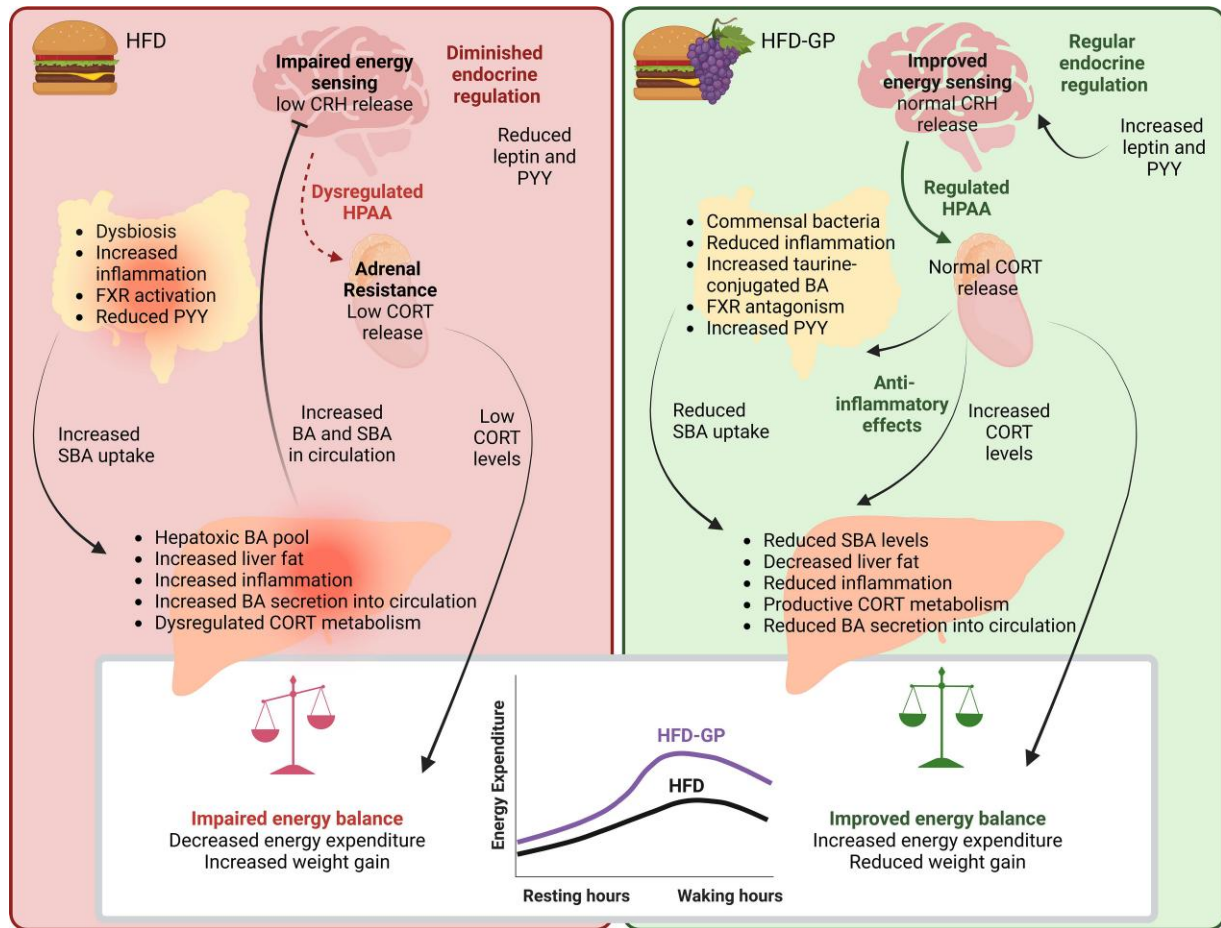 HFD
Impaired energy
sensing
low CRH release
Diminished
endocrine
regulation
Reduced
leptin and
PYY
Dysregulated
HPAA
• Dysbiosis
• Increased
inflammation
• FXR activation
• Reduced PYY
Adrenal
Resistance
Low CORT
release
Increased
SBA uptake
Increased
BA and SBA
in circulation
Low
CORT
levels
• Hepatoxic BA pool
• Increased liver fat
• Increased inflammation
• Increased BA secretion into circulation
• Dysregulated CORT metabolism
HFD-GP
Improved
energy sensing
normal CRH
release
Regular
endocrine
regulation
Increased
leptin and
PYY
Regulated
HPAA
• Commensal bacteria
• Reduced inflammation
• Increased taurine-
conjugated BA
• FXR antagonism
• Increased PYY
Normal CORT
release
Reduced
SBA uptake
Anti-
inflammatory
effects
Increased
CORT
levels
• Reduced SBA levels
• Decreased liver fat
• Reduced inflammation
• Productive CORT metabolism
• Reduced BA secretion into circulation
Impaired energy balance
Decreased energy expenditure
Increased weight gain
Energy Expenditure
HFD-GP
HFD
Resting hours
Waking hours
Improved energy balance
Increased energy expenditure
Reduced weight gain